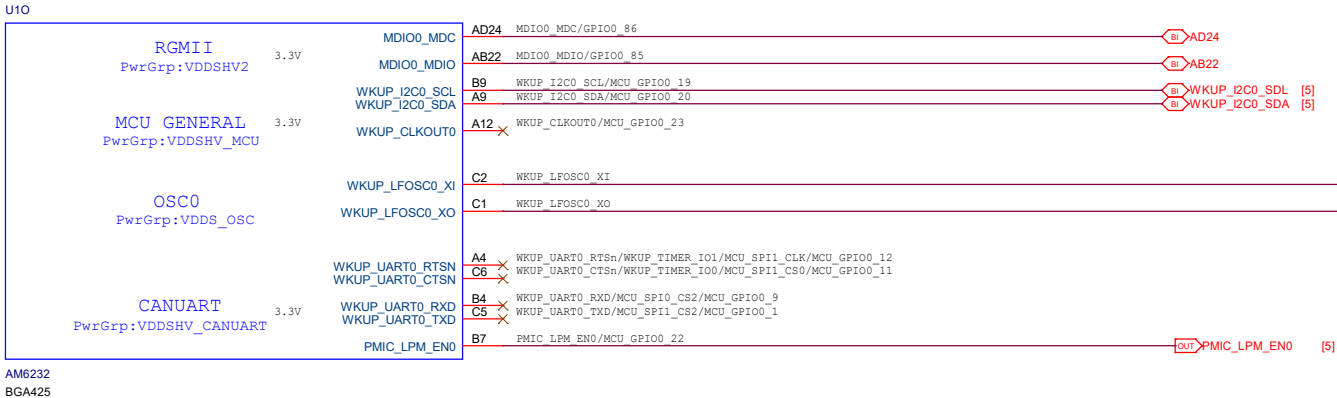 U1O
RGMII
PwrGrp:VDDSHV2
3.3V
MDIO0_MDC AD24 MDIO0_MDC/GPIO0_86 BI AD24
MDIO0_MDIO AB22 MDIO0_MDIO/GPIO0_85 BI AB22
WKUP_I2C0_SCL B9 WKUP_I2C0_SCL/MCU_GPIO0_19 BI WKUP_I2C0_SDL [5]
WKUP_I2C0_SDA A9 WKUP_I2C0_SDA/MCU_GPIO0_20 BI WKUP_I2C0_SDA [5]
MCU GENERAL
PwrGrp:VDDSHV_MCU
3.3V
WKUP_CLKOUT0 A12 WKUP_CLKOUT0/MCU_GPIO0_23
OSC0
PwrGrp:VDDS_OSC
WKUP_LFOSC0_XI C2 WKUP_LFOSC0_XI
WKUP_LFOSC0_XO C1 WKUP_LFOSC0_XO
WKUP_UART0_RTSN A4 WKUP_UART0_RTSn/WKUP_TIMER_IO1/MCU_SPI1_CLK/MCU_GPIO0_12
WKUP_UART0_CTSN C6 WKUP_UART0_CTSn/WKUP_TIMER_IO0/MCU_SPI1_CS0/MCU_GPIO0_11
CANUART
PwrGrp:VDDSHV_CANUART
3.3V
WKUP_UART0_RXD B4 WKUP_UART0_RXD/MCU_SPI0_CS2/MCU_GPIO0_9
WKUP_UART0_TXD C5 WKUP_UART0_TXD/MCU_SPI1_CS2/MCU_GPIO0_1
PMIC_LPM_EN0 B7 PMIC_LPM_EN0/MCU_GPIO0_22 OUT PMIC_LPM_EN0 [5]
AM6232
BGA425